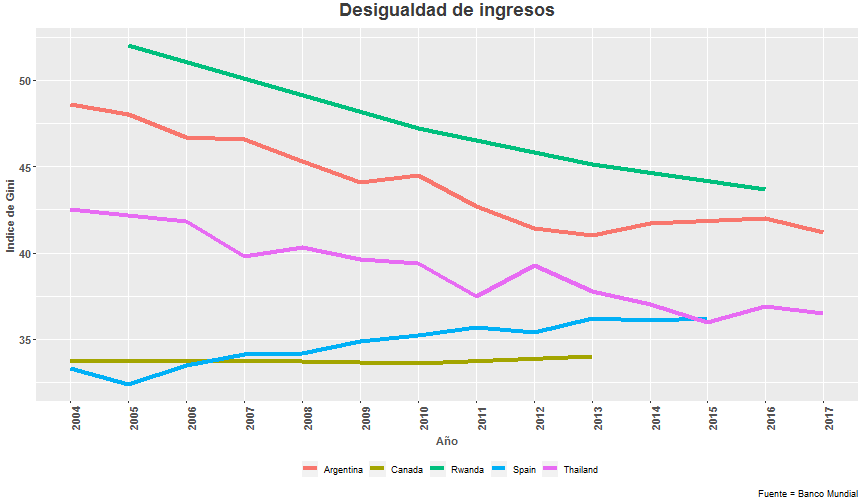 Desigualdad de ingresos
Indice de Gini
50
45
40
35
2004
2005
2006
2007
2008
2009
2010
2011
2012
2013
2014
2015
2016
2017
Año
Argentina
Canada
Rwanda
Spain
Thailand
Fuente = Banco Mundial